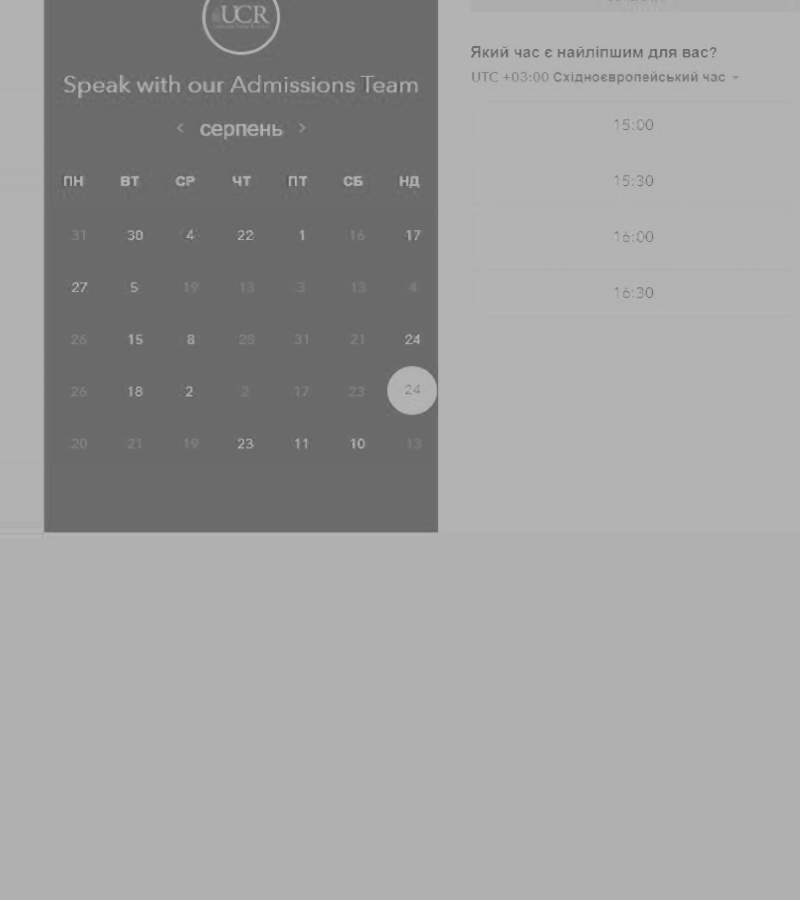 UCR
Speak with our Admissions Team
серпень
ПН ВТ СР ЧТ ПТ СБ НД
31 30 4 22 1 16 17
27 5 19 13 3 13 4
26 15 8 28 31 21 24
26 18 2 2 17 23 24
20 21 19 23 11 10 13
Який час є найліпшим для вас?
UTC +03:00 Східноєвропейський час
15:00
15:30
16:00
16:30